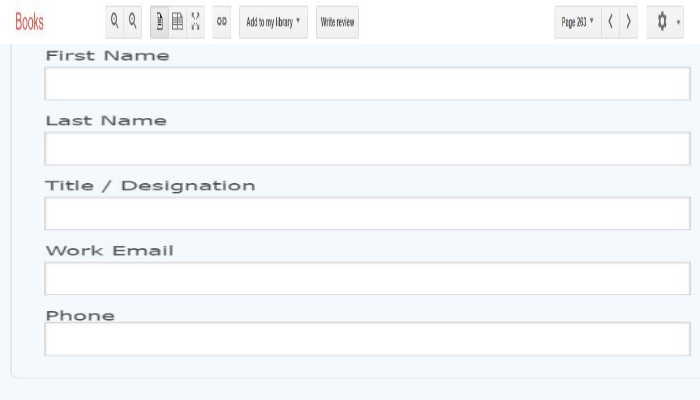 Books
Add to my library
Write review
Page 263
First Name
Last Name
Title / Designation
Work Email
Phone